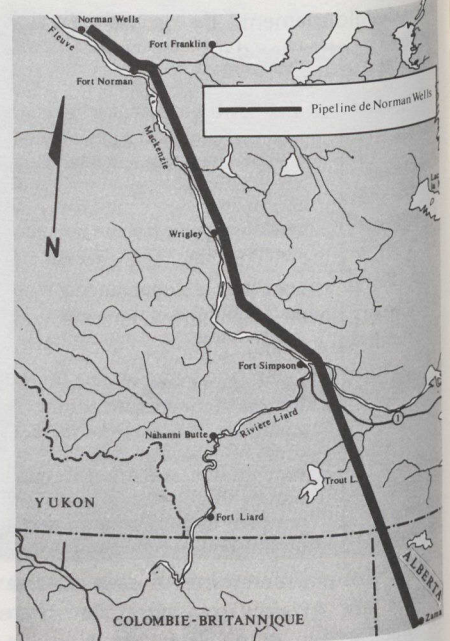 Norman Wells
Fleuve
Fort Franklin
Fort Norman
Pipeline de Norman Wells
Mackenzie
Wrigley
N
Fort Simpson
1
Rivière Liard
Nahanni Butte
Trout L.
YUKON
Fort Liard
ALBERTA
Zama
COLOMBIE-BRITANNIQUE